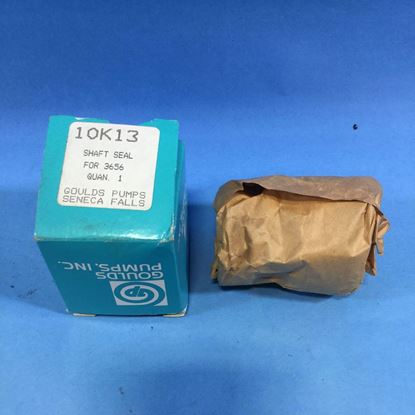 10K13
SHAFT SEAL
FOR 3656
QUAN. 1
GOULDS PUMPS
SENECA FALLS
GOULDS
PUMPS, INC.